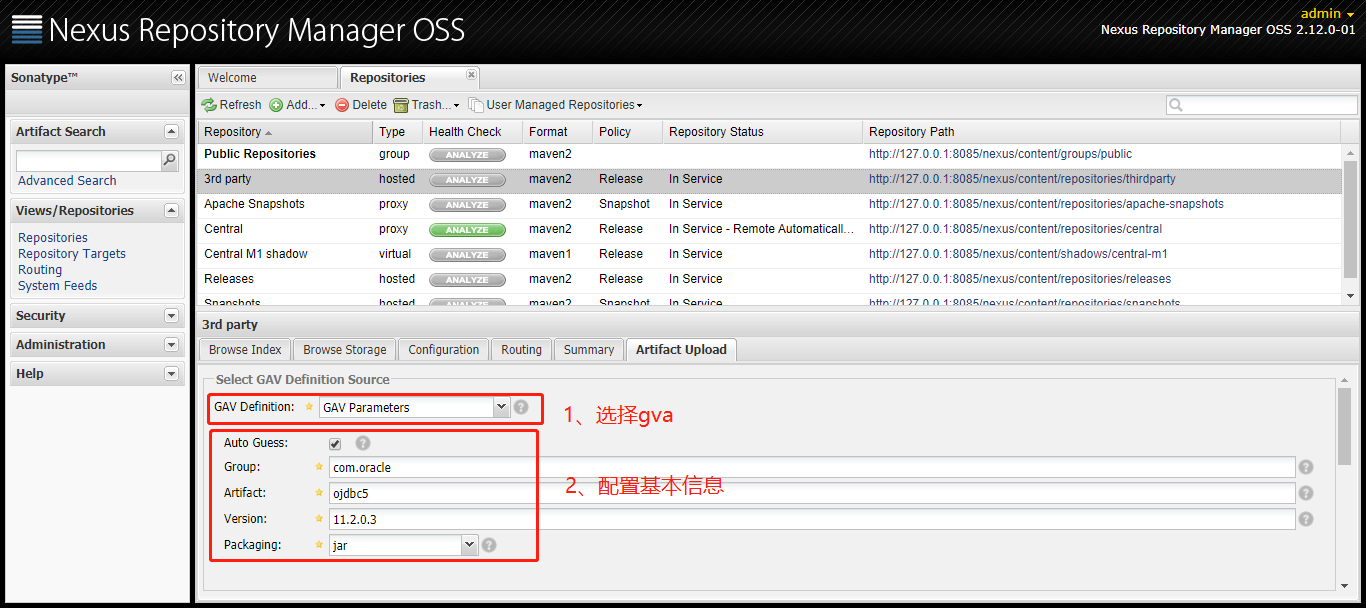 Nexus Repository Manager OSS
admin
Nexus Repository Manager OSS 2.12.0-01
Sonatype™
Artifact Search
Advanced Search
Views/Repositories
Repositories
Repository Targets
Routing
System Feeds
Security
Administration
Help
Welcome
Repositories
Refresh Add... Delete Trash... User Managed Repositories
Repository Type Health Check Format Policy Repository Status Repository Path
Public Repositories group ANALYZE maven2 http://127.0.0.1:8085/nexus/content/groups/public
3rd party hosted ANALYZE maven2 Release In Service http://127.0.0.1:8085/nexus/content/repositories/thirdparty
Apache Snapshots proxy ANALYZE maven2 Snapshot In Service http://127.0.0.1:8085/nexus/content/repositories/apache-snapshots
Central proxy ANALYZE maven2 Release In Service - Remote Automaticall... http://127.0.0.1:8085/nexus/content/repositories/central
Central M1 shadow virtual ANALYZE maven1 Release In Service http://127.0.0.1:8085/nexus/content/shadows/central-m1
Releases hosted ANALYZE maven2 Release In Service http://127.0.0.1:8085/nexus/content/repositories/releases
Snapshots hosted ANALYZE maven2 Snapshot In Service http://127.0.0.1:8085/nexus/content/repositories/snapshots
3rd party
Browse Index Browse Storage Configuration Routing Summary Artifact Upload
Select GAV Definition Source
GAV Definition: GAV Parameters
1、选择gva
Auto Guess:
Group: com.oracle
2、配置基本信息
Artifact: ojdbc5
Version: 11.2.0.3
Packaging: jar